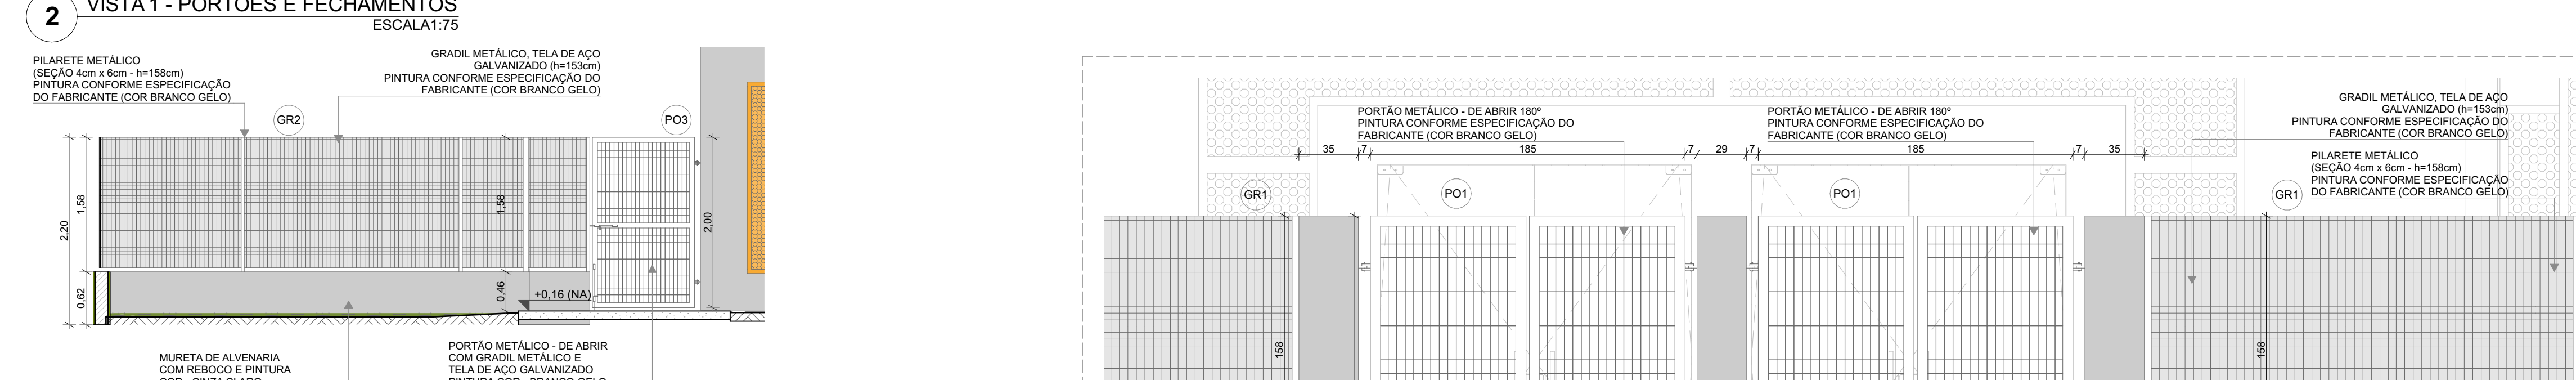 2
VISTA 1 - PORTÕES E FECHAMENTOS
ESCALA1:75
PILARETE METÁLICO
(SEÇÃO 4cm x 6cm - h=158cm)
PINTURA CONFORME ESPECIFICAÇÃO
DO FABRICANTE (COR BRANCO GELO)
GRADIL METÁLICO, TELA DE AÇO
GALVANIZADO (h=153cm)
PINTURA CONFORME ESPECIFICAÇÃO DO
FABRICANTE (COR BRANCO GELO)
GR2
PO3
2,20
1,58
0,62
1,58
0,46
2,00
+0,16 (NA)
MURETA DE ALVENARIA
COM REBOCO E PINTURA
COR - CINZA CLARO
PORTÃO METÁLICO - DE ABRIR
COM GRADIL METÁLICO E
TELA DE AÇO GALVANIZADO
PINTURA COR - BRANCO GELO
PORTÃO METÁLICO - DE ABRIR 180º
PINTURA CONFORME ESPECIFICAÇÃO DO
FABRICANTE (COR BRANCO GELO)
PORTÃO METÁLICO - DE ABRIR 180º
PINTURA CONFORME ESPECIFICAÇÃO DO
FABRICANTE (COR BRANCO GELO)
GRADIL METÁLICO, TELA DE AÇO
GALVANIZADO (h=153cm)
PINTURA CONFORME ESPECIFICAÇÃO DO
FABRICANTE (COR BRANCO GELO)
35 7 185 7 29 7 185 7 35
PILARETE METÁLICO
(SEÇÃO 4cm x 6cm - h=158cm)
PINTURA CONFORME ESPECIFICAÇÃO
DO FABRICANTE (COR BRANCO GELO)
GR1
PO1
PO1
GR1
158
158